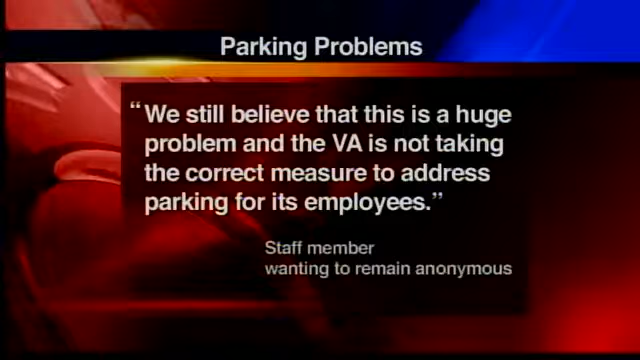 Parking Problems
“ We still believe that this is a huge
problem and the VA is not taking
the correct measure to address
parking for its employees.”
Staff member
wanting to remain anonymous